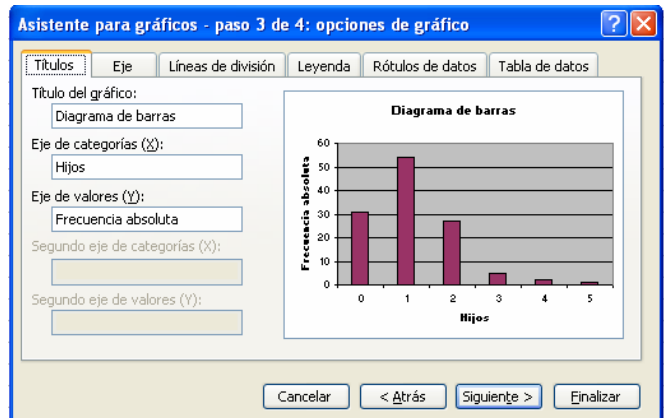 Asistente para gráficos - paso 3 de 4: opciones de gráfico
Títulos
Eje
Líneas de división
Leyenda
Rótulos de datos
Tabla de datos
Título del gráfico:
Diagrama de barras
Eje de categorías (X):
Hijos
Eje de valores (Y):
Frecuencia absoluta
Segundo eje de categorías (X):
Segundo eje de valores (Y):
Diagrama de barras
Frecuencia absoluta
60
50
40
30
20
10
0
0 1 2 3 4 5
Hijos
Cancelar
< Atrás
Siguiente >
Finalizar